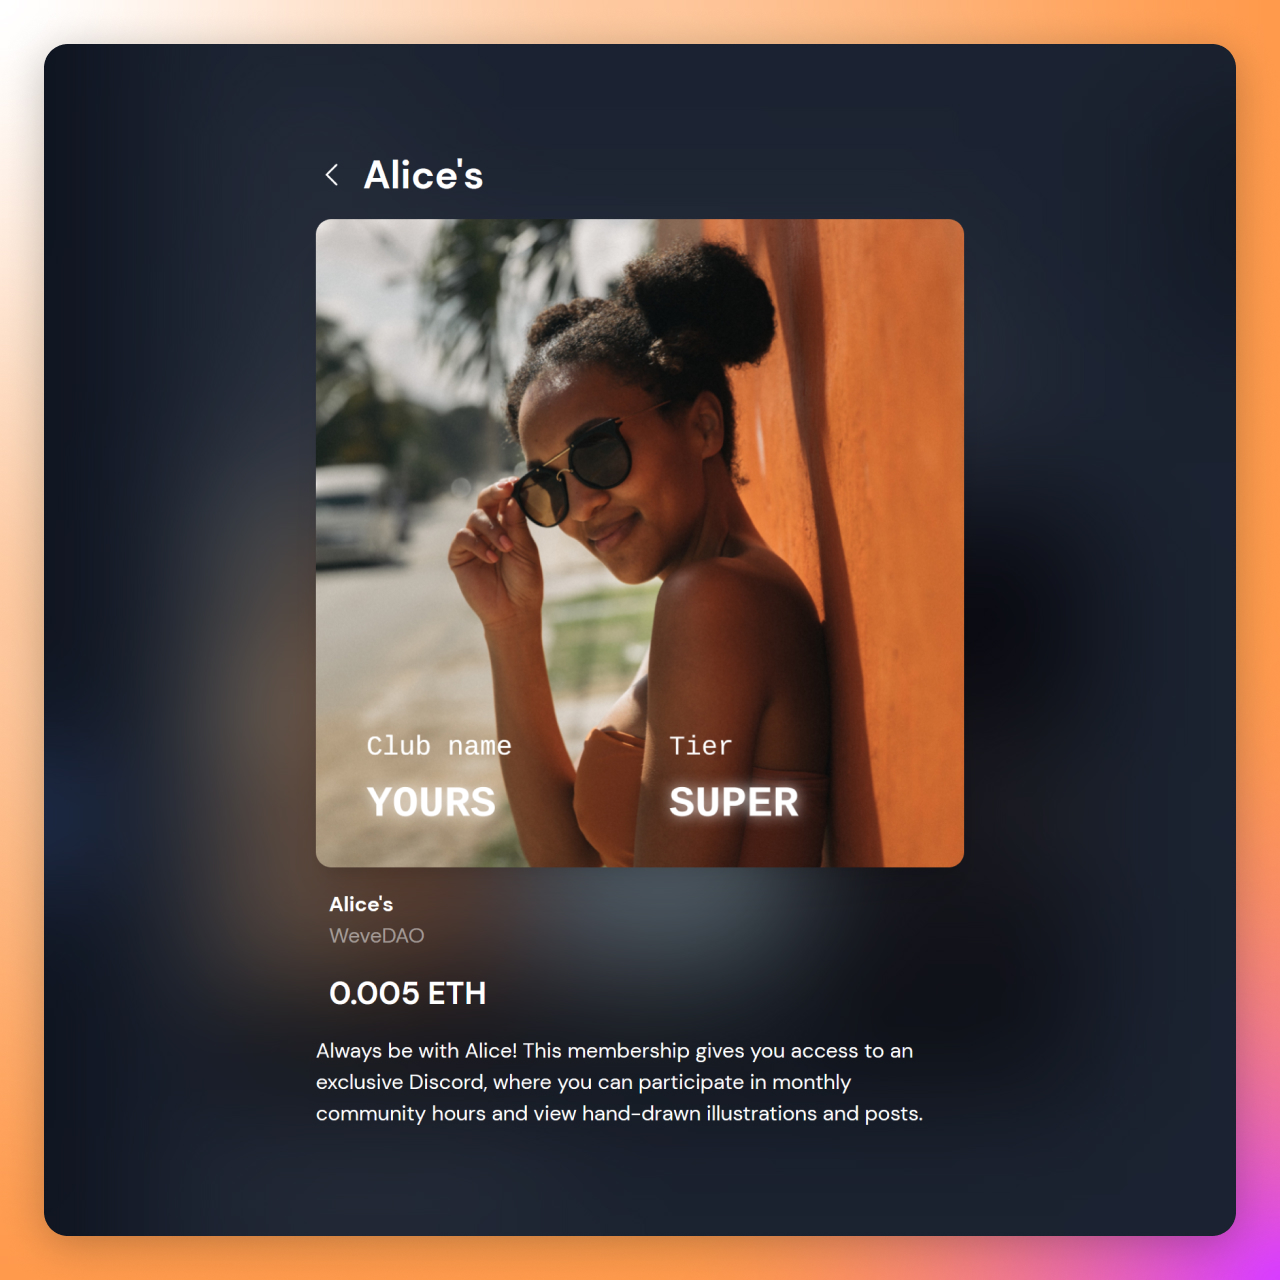 Alice's
Club name
Tier
YOURS
SUPER
Alice's
WeveDAO
0.005 ETH
Always be with Alice! This membership gives you access to an
exclusive Discord, where you can participate in monthly
community hours and view hand-drawn illustrations and posts.